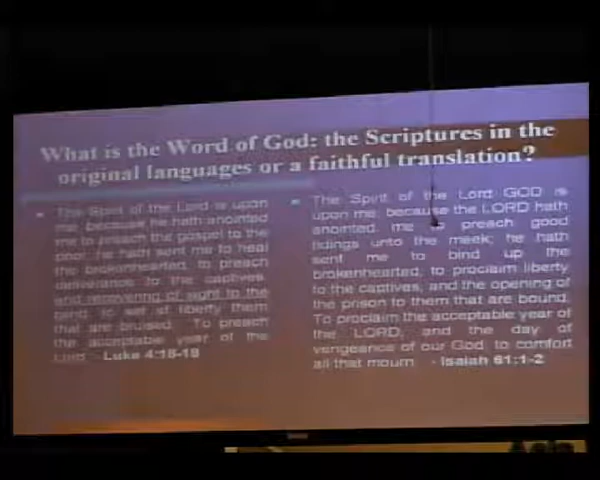 What is the Word of God: the Scriptures in the
original languages or a faithful translation?
The Spirit of the Lord is upon
me, because he hath anointed
me to preach the gospel to the
poor; he hath sent me to heal
the brokenhearted, to preach
deliverance to the captives,
and recovering of sight to the
blind, to set at liberty them
that are bruised. To preach
the acceptable year of the
Lord. - Luke 4:18-19
The Spirit of the Lord GOD is
upon me; because the LORD hath
anointed me preach good
tidings unto the meek; he hath
sent me to bind up the
brokenhearted, to proclaim liberty
to the captives, and the opening of
the prison to them that are bound;
To proclaim the acceptable year of
the LORD, and the day of
vengeance of our God; to comfort
all that mourn - Isaiah 61:1-2
Asia